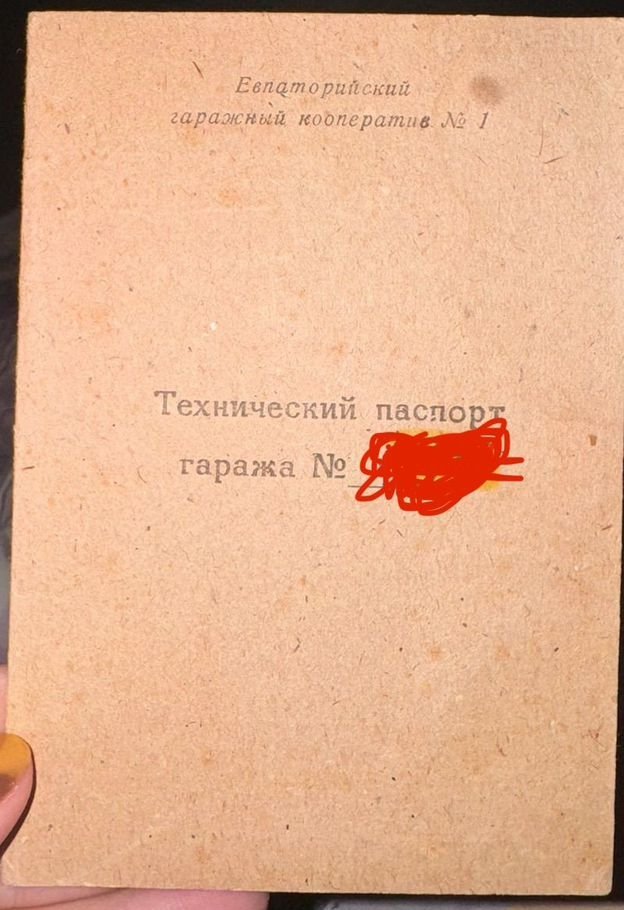 Евпаторийский
гаражный кооператив № 1
Технический паспорт
гаража №